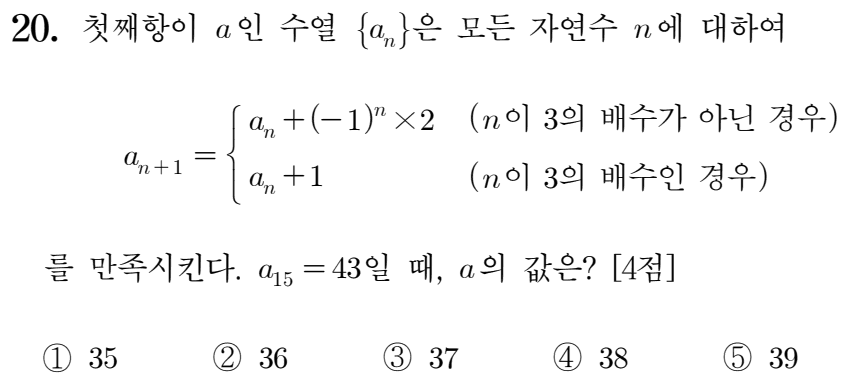 20. 첫째항이 a인 수열 {aₙ}은 모든 자연수 n에 대하여
aₙ₊₁ = { aₙ+(−1)ⁿ×2 (n이 3의 배수가 아닌 경우)
aₙ+1 (n이 3의 배수인 경우)
를 만족시킨다. a₁₅=43일 때, a의 값은? [4점]
① 35 ② 36 ③ 37 ④ 38 ⑤ 39